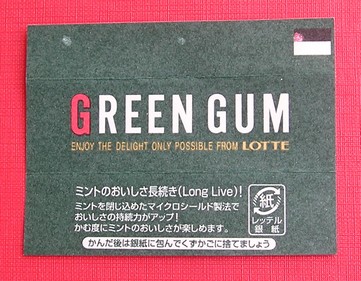 GREEN GUM
ENJOY THE DELIGHT ONLY POSSIBLE FROM LOTTE
ミントのおいしさ長続き(Long Live)!
ミントを閉じ込めたマイクロシールド製法で
おいしさの持続力がアップ!
かむ度にミントのおいしさが楽しめます。
紙
レッテル
銀紙
かんだ後は銀紙に包んでくずかごに捨てましょう